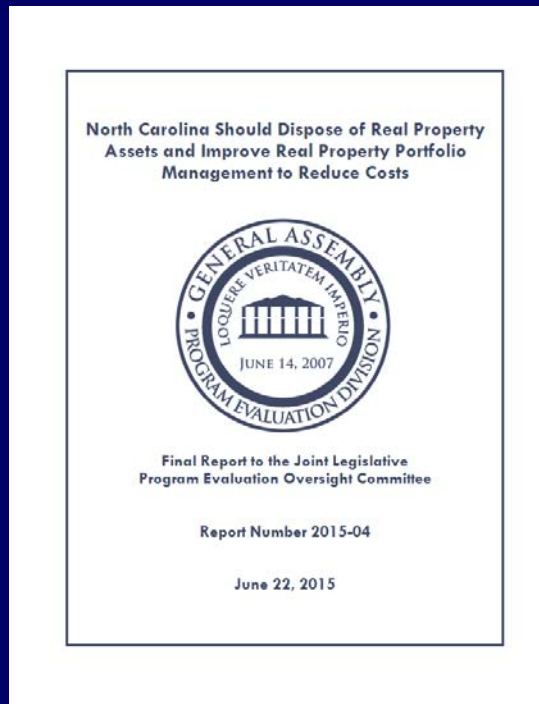 North Carolina Should Dispose of Real Property
Assets and Improve Real Property Portfolio
Management to Reduce Costs
GENERAL ASSEMBLY
LOQUERE VERITATEM IMPERIO
JUNE 14, 2007
PROGRAM EVALUATION DIVISION
Final Report to the Joint Legislative
Program Evaluation Oversight Committee
Report Number 2015-04
June 22, 2015